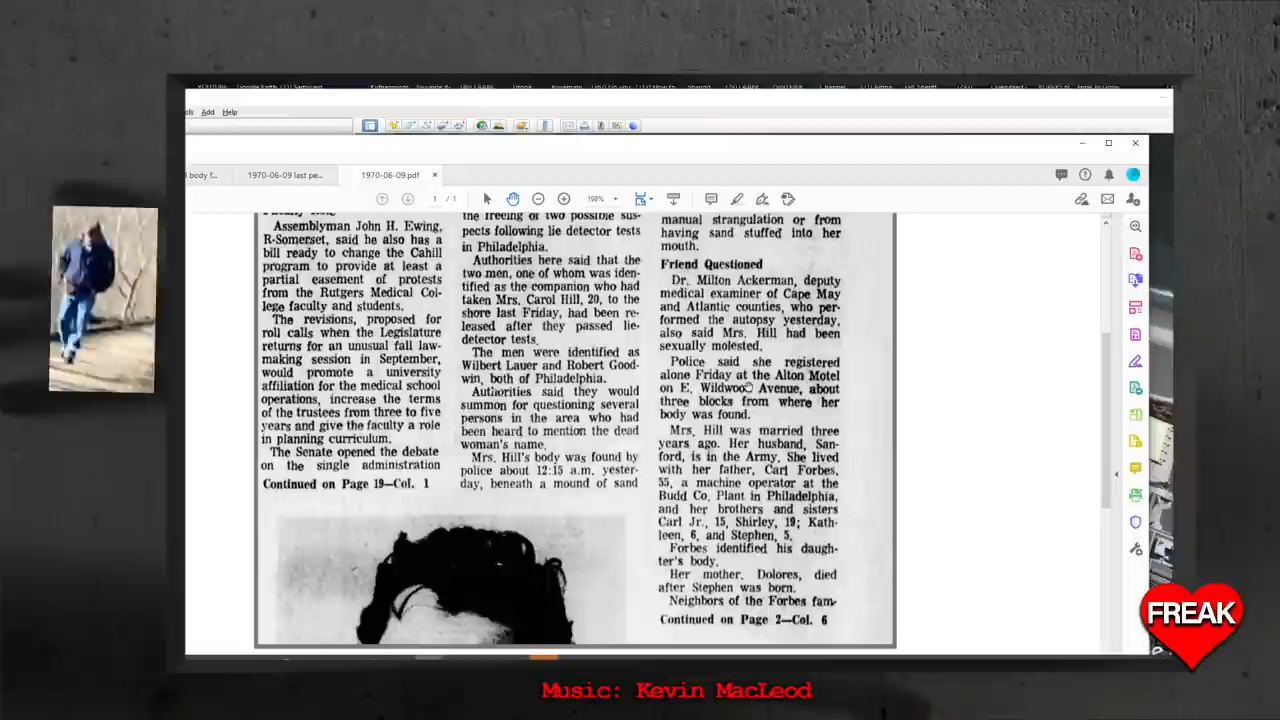 Add Help
1970-06-09 last pe...
1970-06-09.pdf
1 / 1
198%
Assemblyman John H. Ewing,
R-Somerset, said he also has a
bill ready to change the Cahill
program to provide at least a
partial easement of protests
from the Rutgers Medical Col-
lege faculty and students.
The revisions, proposed for
roll calls when the Legislature
returns for an unusual fall law-
making session in September,
would promote a university
affiliation for the medical school
operations, increase the terms
of the trustees from three to five
years and give the faculty a role
in planning curriculum.
The Senate opened the debate
on the single administration
Continued on Page 19—Col. 1
the freeing of two possible sus-
pects following lie detector tests
in Philadelphia.
Authorities here said that the
two men, one of whom was iden-
tified as the companion who had
taken Mrs. Carol Hill, 20, to the
shore last Friday, had been re-
leased after they passed lie-
detector tests.
The men were identified as
Wilbert Lauer and Robert Good-
win, both of Philadelphia.
Authorities said they would
summon for questioning several
persons in the area who had
been heard to mention the dead
woman's name.
Mrs. Hill's body was found by
police about 12:15 a.m. yester-
day, beneath a mound of sand
manual strangulation or from
having sand stuffed into her
mouth.
Friend Questioned
Dr. Milton Ackerman, deputy
medical examiner of Cape May
and Atlantic counties, who per-
formed the autopsy yesterday,
also said Mrs. Hill had been
sexually molested.
Police said she registered
alone Friday at the Alton Motel
on E. Wildwood Avenue, about
three blocks from where her
body was found.
Mrs. Hill was married three
years ago. Her husband, San-
ford, is in the Army. She lived
with her father, Carl Forbes,
55, a machine operator at the
Budd Co. Plant in Philadelphia,
and her brothers and sisters
Carl Jr., 15, Shirley, 19; Kath-
leen, 6, and Stephen, 5.
Forbes identified his daugh-
ter's body.
Her mother, Dolores, died
after Stephen was born.
Neighbors of the Forbes fam-
Continued on Page 2—Col. 6
FREAK
Music: Kevin MacLeod